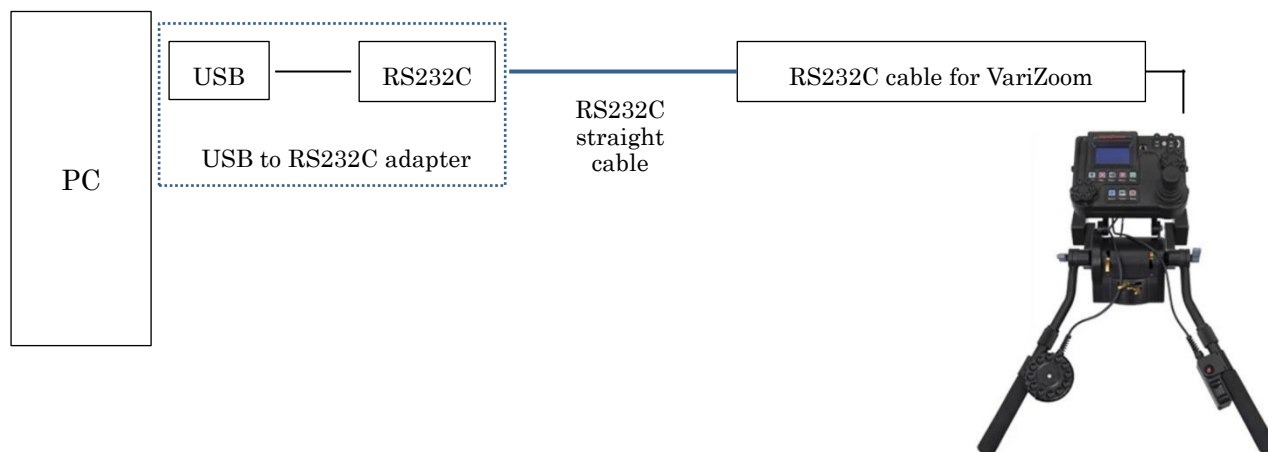 PC
USB
RS232C
USB to RS232C adapter
RS232C
straight
cable
RS232C cable for VariZoom